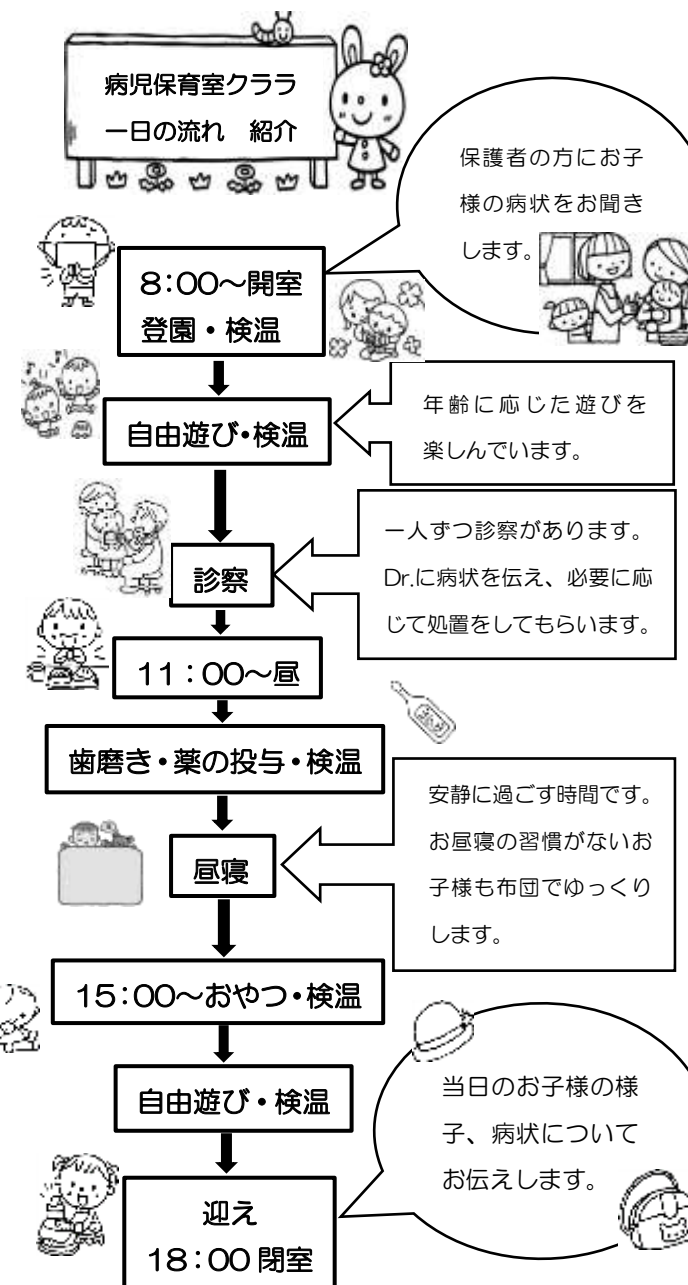 病児保育室クララ
一日の流れ 紹介
保護者の方にお子
様の病状をお聞き
します。
8:00～開室
登園・検温
自由遊び・検温
年齢に応じた遊びを
楽しんでいます。
一人ずつ診察があります。
Dr.に病状を伝え、必要に応
じて処置をしてもらいます。
診察
11：00～昼
歯磨き・薬の投与・検温
安静に過ごす時間です。
お昼寝の習慣がないお
子様も布団でゆっくり
します。
昼寝
15:00～おやつ・検温
自由遊び・検温
当日のお子様の様
子、病状について
お伝えします。
迎え
18：00 閉室